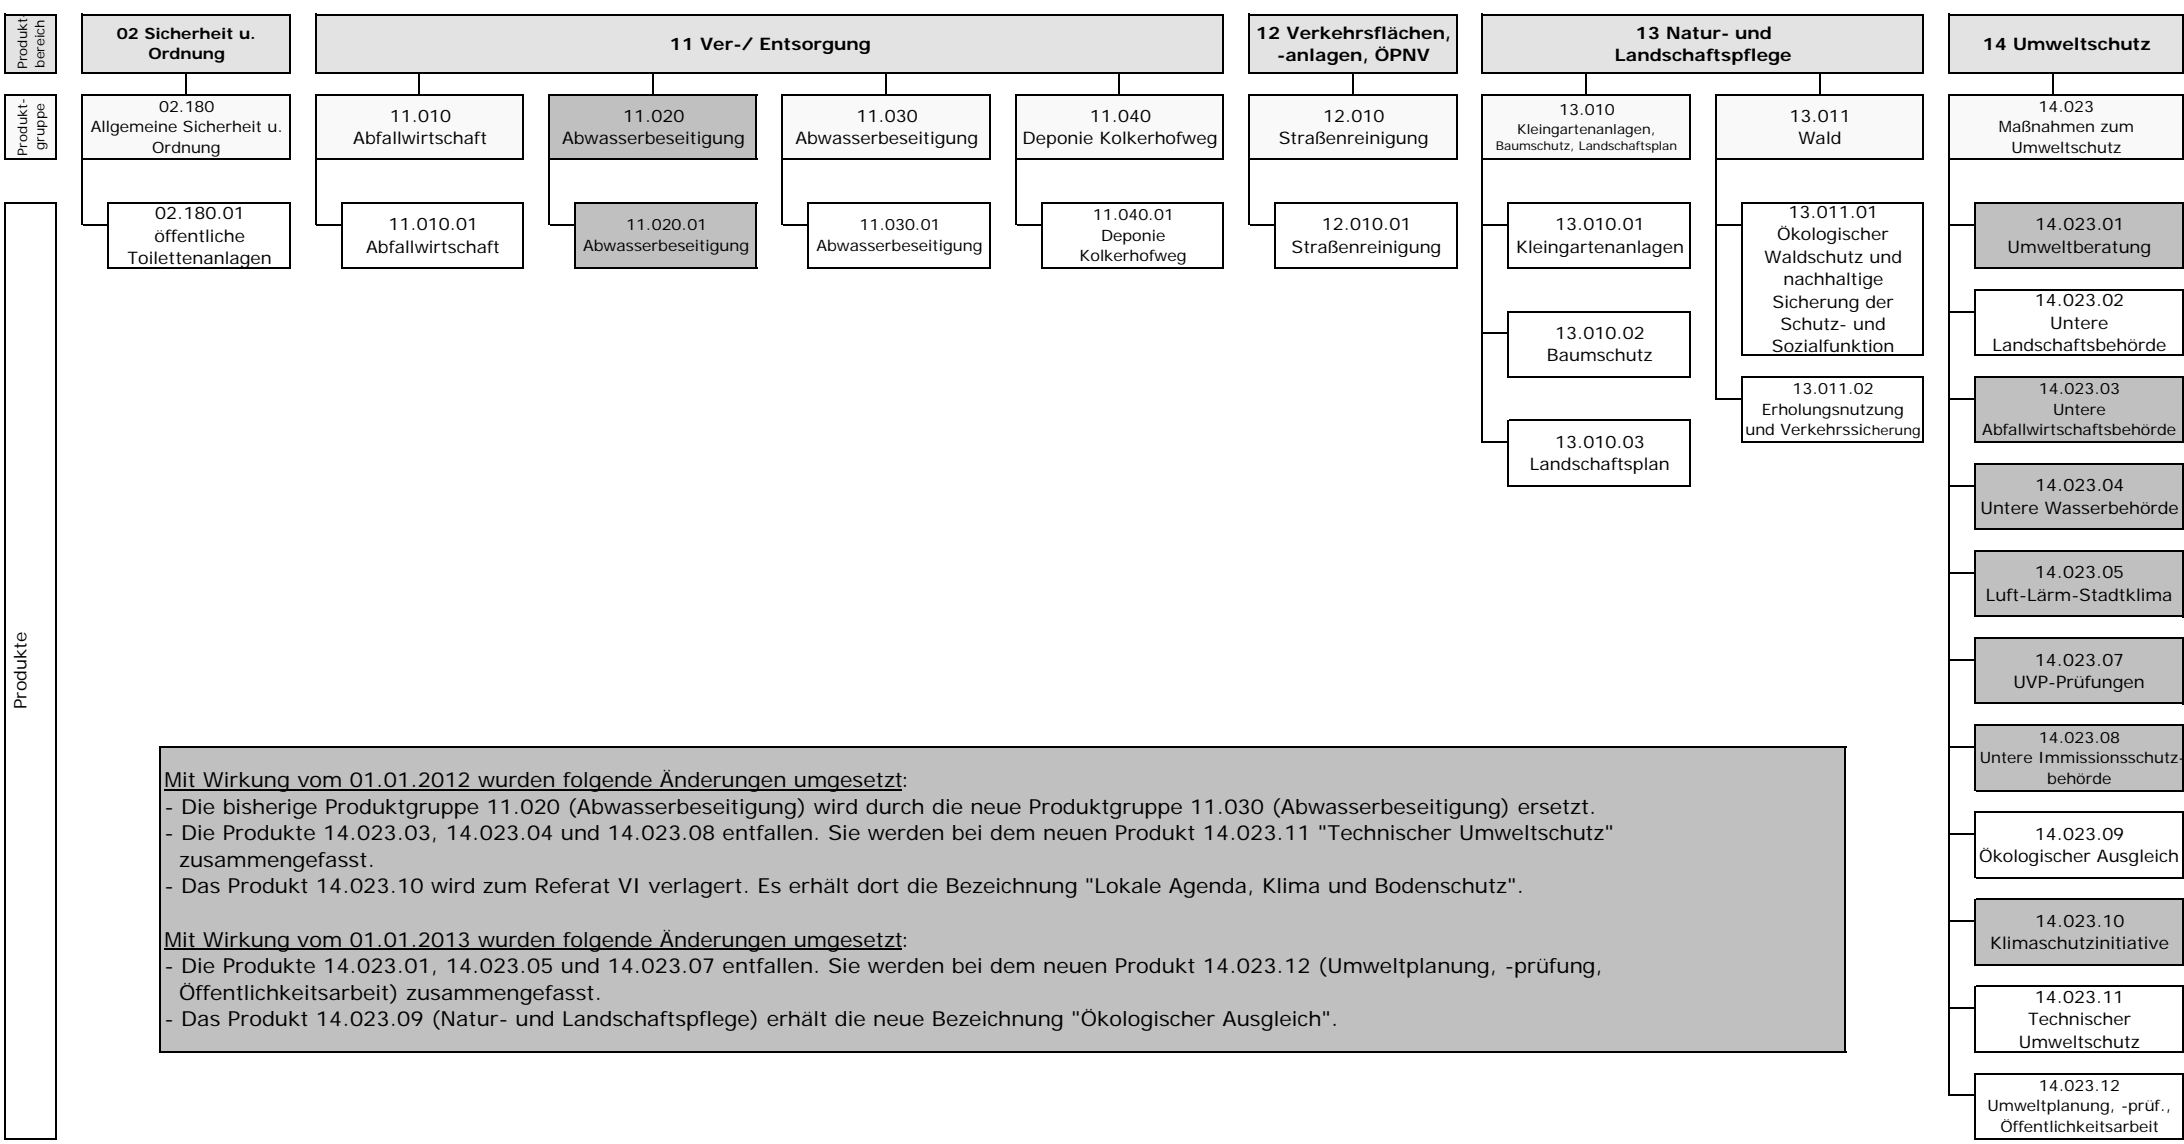 Produkt
bereich
02 Sicherheit u.
Ordnung
11 Ver-/ Entsorgung
12 Verkehrsflächen,
-anlagen, ÖPNV
13 Natur- und
Landschaftspflege
14 Umweltschutz
Produkt-
gruppe
02.180
Allgemeine Sicherheit u.
Ordnung
11.010
Abfallwirtschaft
11.020
Abwasserbeseitigung
11.030
Abwasserbeseitigung
11.040
Deponie Kolkerhofweg
12.010
Straßenreinigung
13.010
Kleingartenanlagen,
Baumschutz, Landschaftsplan
13.011
Wald
14.023
Maßnahmen zum
Umweltschutz
Produkte
02.180.01
öffentliche
Toilettenanlagen
11.010.01
Abfallwirtschaft
11.020.01
Abwasserbeseitigung
11.030.01
Abwasserbeseitigung
11.040.01
Deponie
Kolkerhofweg
12.010.01
Straßenreinigung
13.010.01
Kleingartenanlagen
13.010.02
Baumschutz
13.010.03
Landschaftsplan
13.011.01
Ökologischer
Waldschutz und
nachhaltige
Sicherung der
Schutz- und
Sozialfunktion
13.011.02
Erholungsnutzung
und Verkehrssicherung
14.023.01
Umweltberatung
14.023.02
Untere
Landschaftsbehörde
14.023.03
Untere
Abfallwirtschaftsbehörde
14.023.04
Untere Wasserbehörde
14.023.05
Luft-Lärm-Stadtklima
14.023.07
UVP-Prüfungen
14.023.08
Untere Immissionsschutz-
behörde
14.023.09
Ökologischer Ausgleich
14.023.10
Klimaschutzinitiative
14.023.11
Technischer
Umweltschutz
14.023.12
Umweltplanung, -prüf.,
Öffentlichkeitsarbeit
Mit Wirkung vom 01.01.2012 wurden folgende Änderungen umgesetzt:
- Die bisherige Produktgruppe 11.020 (Abwasserbeseitigung) wird durch die neue Produktgruppe 11.030 (Abwasserbeseitigung) ersetzt.
- Die Produkte 14.023.03, 14.023.04 und 14.023.08 entfallen. Sie werden bei dem neuen Produkt 14.023.11 "Technischer Umweltschutz"
zusammengefasst.
- Das Produkt 14.023.10 wird zum Referat VI verlagert. Es erhält dort die Bezeichnung "Lokale Agenda, Klima und Bodenschutz".
Mit Wirkung vom 01.01.2013 wurden folgende Änderungen umgesetzt:
- Die Produkte 14.023.01, 14.023.05 und 14.023.07 entfallen. Sie werden bei dem neuen Produkt 14.023.12 (Umweltplanung, -prüfung,
Öffentlichkeitsarbeit) zusammengefasst.
- Das Produkt 14.023.09 (Natur- und Landschaftspflege) erhält die neue Bezeichnung "Ökologischer Ausgleich".